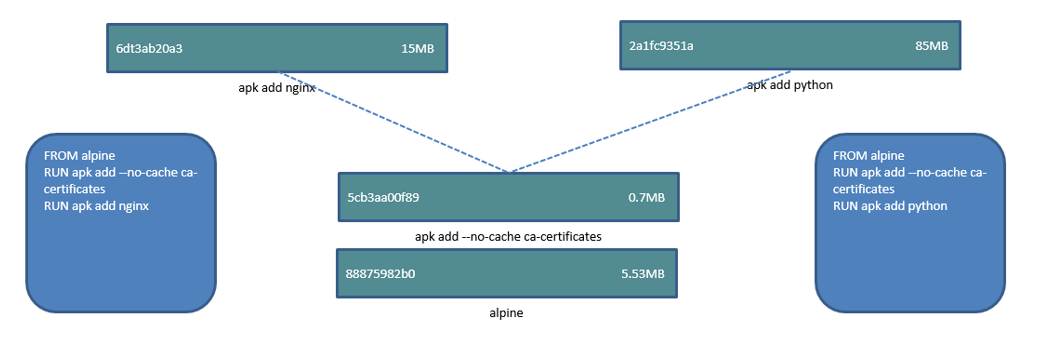 6dt3ab20a3 15MB
apk add nginx
2a1fc9351a 85MB
apk add python
FROM alpine
RUN apk add --no-cache ca-
certificates
RUN apk add nginx
5cb3aa00f89 0.7MB
apk add --no-cache ca-certificates
88875982b0 5.53MB
alpine
FROM alpine
RUN apk add --no-cache ca-
certificates
RUN apk add python